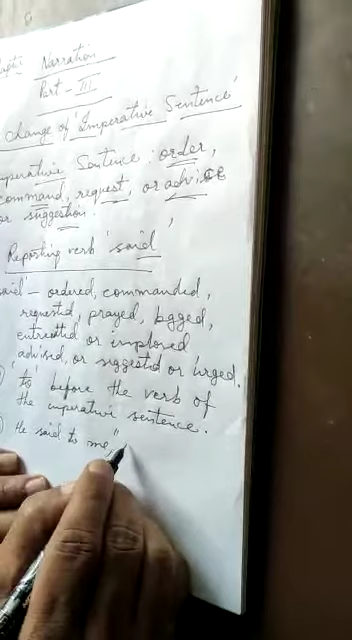 Narration
Part - III
change of 'Imperative Sentence'
Sentence: order,
command, request, or advice
or suggestion.
Reporting verb 'said
said' - ordered, commanded,
requested, prayed, begged,
entreated or implored
advised, or suggested or urged.
'to' before the verb of
the imperative sentence.
He said to me, "